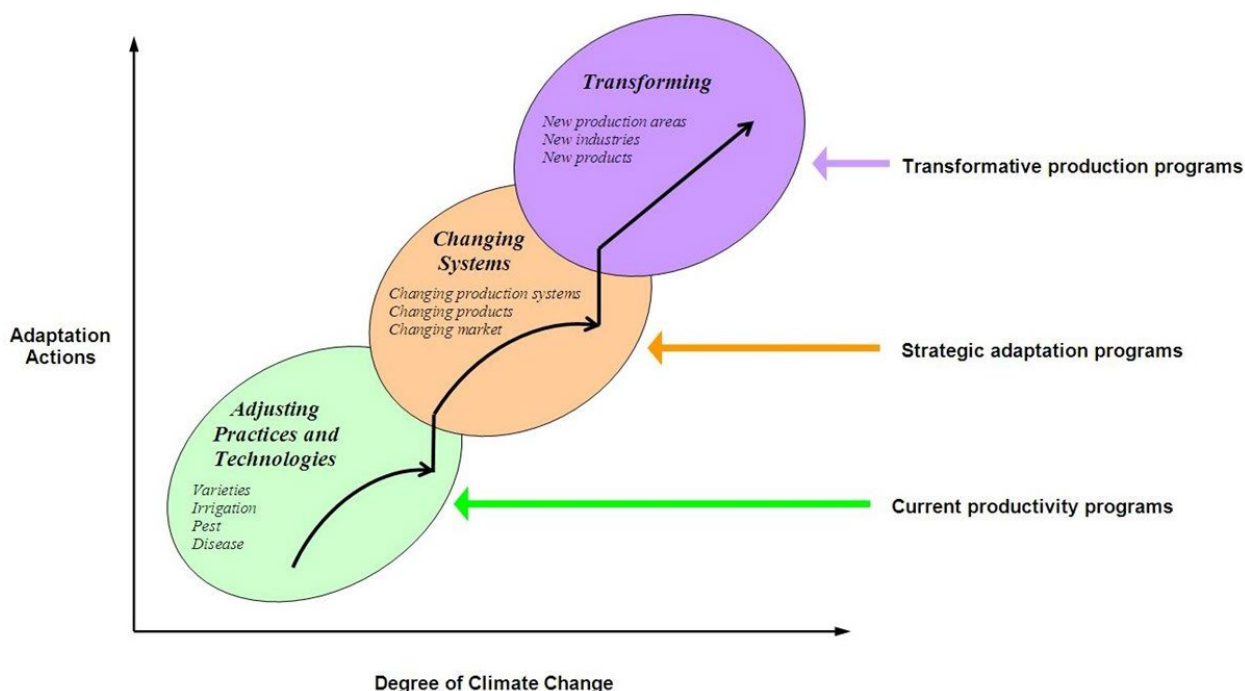 Transforming
New production areas
New industries
New products
Transformative production programs
Changing
Systems
Changing production systems
Changing products
Changing market
Adaptation
Actions
Strategic adaptation programs
Adjusting
Practices and
Technologies
Varieties
Irrigation
Pest
Disease
Current productivity programs
Degree of Climate Change